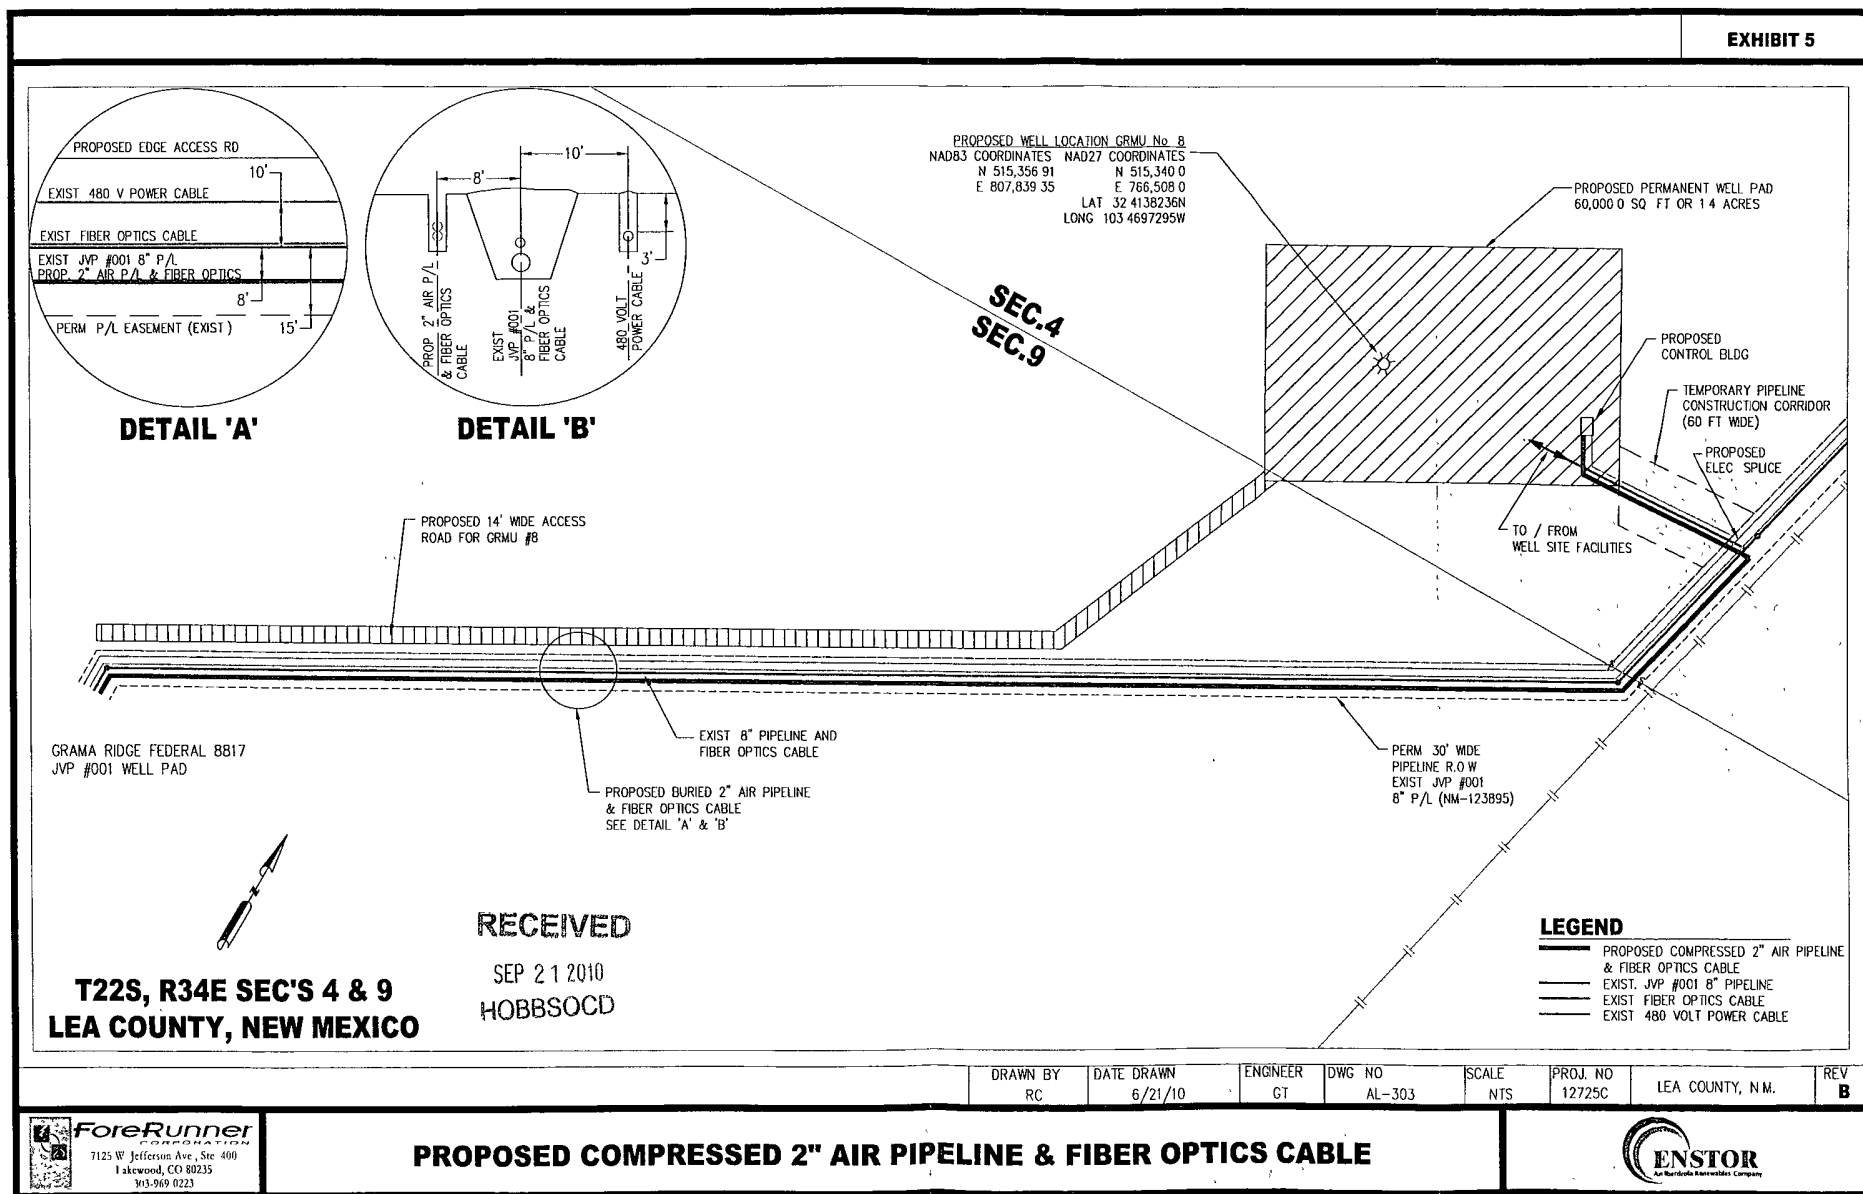 EXHIBIT 5
PROPOSED EDGE ACCESS RD
10'
EXIST 480 V POWER CABLE
EXIST FIBER OPTICS CABLE
EXIST JVP #001 8" P/L
PROP. 2" AIR P/L & FIBER OPTICS
8'
PERM P/L EASEMENT (EXIST)
15'
DETAIL 'A'
10'
8'
3'
PROP 2" AIR P/L
& FIBER OPTICS
CABLE
EXIST
JVP #001
8" P/L &
FIBER OPTICS
CABLE
480 VOLT
POWER CABLE
DETAIL 'B'
PROPOSED WELL LOCATION GRMU No 8
NAD83 COORDINATES NAD27 COORDINATES
N 515,356 91 N 515,340 0
E 807,839 35 E 766,508 0
LAT 32 4138236N
LONG 103 4697295W
PROPOSED PERMANENT WELL PAD
60,000 0 SQ FT OR 1 4 ACRES
SEC.4
SEC.9
PROPOSED
CONTROL BLDG
TEMPORARY PIPELINE
CONSTRUCTION CORRIDOR
(60 FT WIDE)
PROPOSED
ELEC SPLICE
TO / FROM
WELL SITE FACILITIES
PROPOSED 14' WIDE ACCESS
ROAD FOR GRMU #8
EXIST 8" PIPELINE AND
FIBER OPTICS CABLE
GRAMA RIDGE FEDERAL 8817
JVP #001 WELL PAD
PROPOSED BURIED 2" AIR PIPELINE
& FIBER OPTICS CABLE
SEE DETAIL 'A' & 'B'
PERM 30' WIDE
PIPELINE R.O W
EXIST JVP #001
8" P/L (NM-123895)
N
RECEIVED
SEP 21 2010
HOBBSOCD
T22S, R34E SEC'S 4 & 9
LEA COUNTY, NEW MEXICO
LEGEND
PROPOSED COMPRESSED 2" AIR PIPELINE
& FIBER OPTICS CABLE
EXIST. JVP #001 8" PIPELINE
EXIST FIBER OPTICS CABLE
EXIST 480 VOLT POWER CABLE
DRAWN BY DATE DRAWN ENGINEER DWG NO SCALE PROJ. NO LEA COUNTY, N M. REV
RC 6/21/10 GT AL-303 NTS 12725C B
ForeRunner
CORPORATION
7125 W Jefferson Ave , Ste 400
Lakewood, CO 80235
303-969 0223
PROPOSED COMPRESSED 2" AIR PIPELINE & FIBER OPTICS CABLE
ENSTOR
An Iberdrola Renewables Company